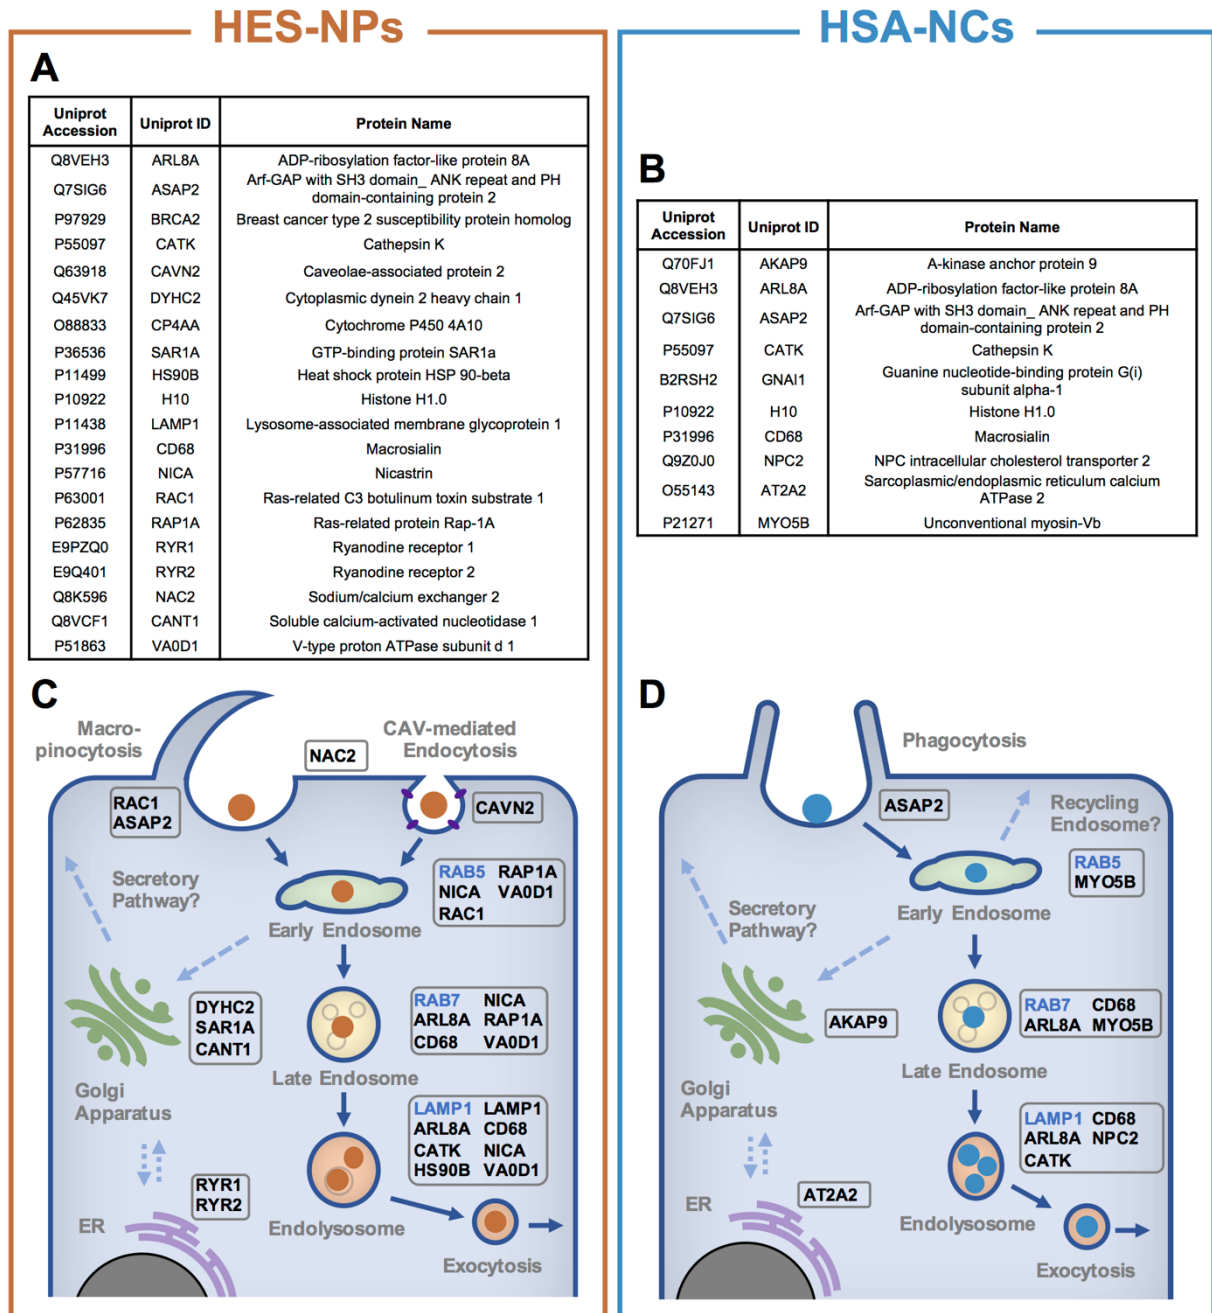 HES-NPs
A
Uniprot Accession Uniprot ID Protein Name
Q8VEH3 ARL8A ADP-ribosylation factor-like protein 8A
Q7SIG6 ASAP2 Arf-GAP with SH3 domain_ ANK repeat and PH domain-containing protein 2
P97929 BRCA2 Breast cancer type 2 susceptibility protein homolog
P55097 CATK Cathepsin K
Q63918 CAVN2 Caveolae-associated protein 2
Q45VK7 DYHC2 Cytoplasmic dynein 2 heavy chain 1
O88833 CP4AA Cytochrome P450 4A10
P36536 SAR1A GTP-binding protein SAR1a
P11499 HS90B Heat shock protein HSP 90-beta
P10922 H10 Histone H1.0
P11438 LAMP1 Lysosome-associated membrane glycoprotein 1
P31996 CD68 Macrosialin
P57716 NICA Nicastrin
P63001 RAC1 Ras-related C3 botulinum toxin substrate 1
P62835 RAP1A Ras-related protein Rap-1A
E9PZQ0 RYR1 Ryanodine receptor 1
E9Q401 RYR2 Ryanodine receptor 2
Q8K596 NAC2 Sodium/calcium exchanger 2
Q8VCF1 CANT1 Soluble calcium-activated nucleotidase 1
P51863 VA0D1 V-type proton ATPase subunit d 1
HSA-NCs
B
Uniprot Accession Uniprot ID Protein Name
Q70FJ1 AKAP9 A-kinase anchor protein 9
Q8VEH3 ARL8A ADP-ribosylation factor-like protein 8A
Q7SIG6 ASAP2 Arf-GAP with SH3 domain_ ANK repeat and PH domain-containing protein 2
P55097 CATK Cathepsin K
B2RSH2 GNAI1 Guanine nucleotide-binding protein G(i) subunit alpha-1
P10922 H10 Histone H1.0
P31996 CD68 Macrosialin
Q9Z0J0 NPC2 NPC intracellular cholesterol transporter 2
O55143 AT2A2 Sarcoplasmic/endoplasmic reticulum calcium ATPase 2
P21271 MYO5B Unconventional myosin-Vb
C
Macro-
pinocytosis
NAC2
CAV-mediated
Endocytosis
RAC1
ASAP2
CAVN2
RAB5 RAP1A
NICA VA0D1
RAC1
Secretory
Pathway?
Early Endosome
DYHC2
SAR1A
CANT1
RAB7 NICA
ARL8A RAP1A
CD68 VA0D1
Late Endosome
Golgi
Apparatus
LAMP1 LAMP1
ARL8A CD68
CATK NICA
HS90B VA0D1
RYR1
RYR2
ER
Endolysosome
Exocytosis
D
Phagocytosis
ASAP2
Recycling
Endosome?
RAB5
MYO5B
Secretory
Pathway?
Early Endosome
AKAP9
RAB7 CD68
ARL8A MYO5B
Late Endosome
Golgi
Apparatus
LAMP1 CD68
ARL8A NPC2
CATK
AT2A2
ER
Endolysosome
Exocytosis